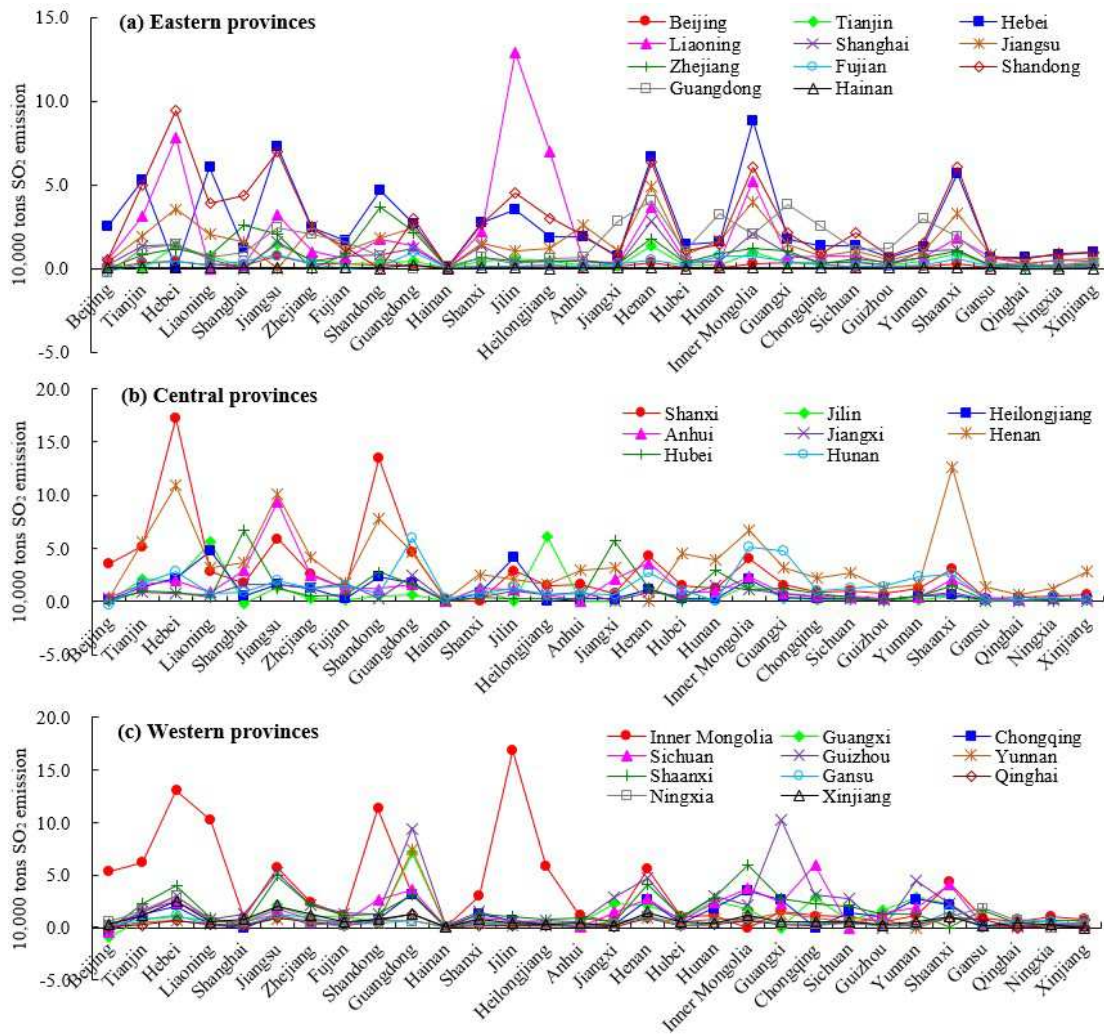 (a) Eastern provinces
Beijing Tianjin Hebei
Liaoning Shanghai Jiangsu
Zhejiang Fujian Shandong
Guangdong Hainan
10,000 tons SO₂ emission
15.0
10.0
5.0
0.0
-5.0
Beijing
Tianjin
Hebei
Liaoning
Shanghai
Jiangsu
Zhejiang
Fujian
Shandong
Guangdong
Hainan
Shanxi
Jilin
Heilongjiang
Anhui
Jiangxi
Henan
Hubei
Hunan
Inner Mongolia
Guangxi
Chongqing
Sichuan
Guizhou
Yunnan
Shaanxi
Gansu
Qinghai
Ningxia
Xinjiang
(b) Central provinces
Shanxi Jilin Heilongjiang
Anhui Jiangxi Henan
Hubei Hunan
10,000 tons SO₂ emission
20.0
15.0
10.0
5.0
0.0
-5.0
Beijing
Tianjin
Hebei
Liaoning
Shanghai
Jiangsu
Zhejiang
Fujian
Shandong
Guangdong
Hainan
Shanxi
Jilin
Heilongjiang
Anhui
Jiangxi
Henan
Hubei
Hunan
Inner Mongolia
Guangxi
Chongqing
Sichuan
Guizhou
Yunnan
Shaanxi
Gansu
Qinghai
Ningxia
Xinjiang
(c) Western provinces
Inner Mongolia Guangxi Chongqing
Sichuan Guizhou Yunnan
Shaanxi Gansu Qinghai
Ningxia Xinjiang
10,000 tons SO₂ emission
20.0
15.0
10.0
5.0
0.0
-5.0
Beijing
Tianjin
Hebei
Liaoning
Shanghai
Jiangsu
Zhejiang
Fujian
Shandong
Guangdong
Hainan
Shanxi
Jilin
Heilongjiang
Anhui
Jiangxi
Henan
Hubei
Hunan
Inner Mongolia
Guangxi
Chongqing
Sichuan
Guizhou
Yunnan
Shaanxi
Gansu
Qinghai
Ningxia
Xinjiang